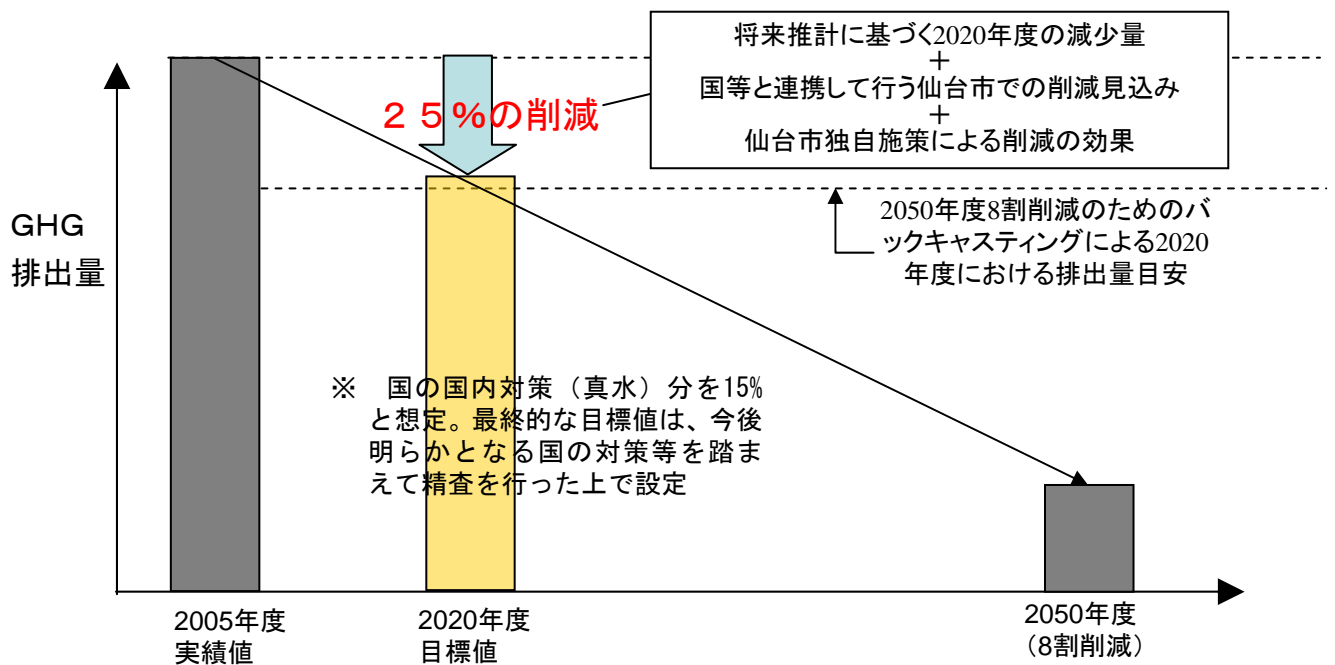 将来推計に基づく2020年度の減少量
＋
国等と連携して行う仙台市での削減見込み
＋
仙台市独自施策による削減の効果
２５％の削減
2050年度8割削減のためのバ
ックキャスティングによる2020
年度における排出量目安
GHG
排出量
※　国の国内対策（真水）分を15%
と想定。最終的な目標値は、今後
明らかとなる国の対策等を踏ま
えて精査を行った上で設定
2005年度
実績値
2020年度
目標値
2050年度
（8割削減）